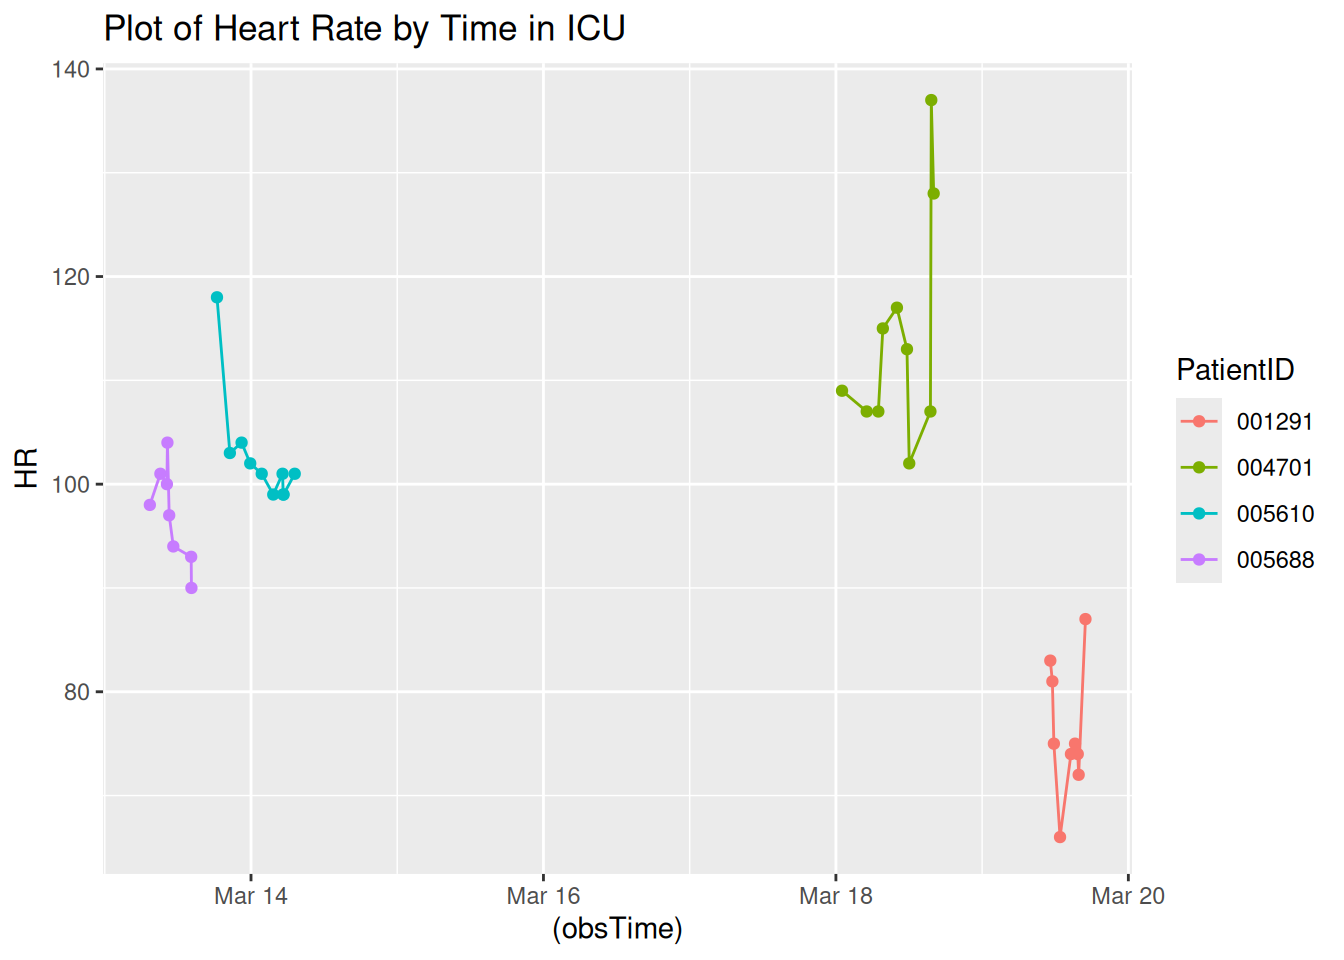 Plot of Heart Rate by Time in ICU
140
120
100
80
HR
Mar 14
Mar 16
Mar 18
Mar 20
(obsTime)
PatientID
001291
004701
005610
005688